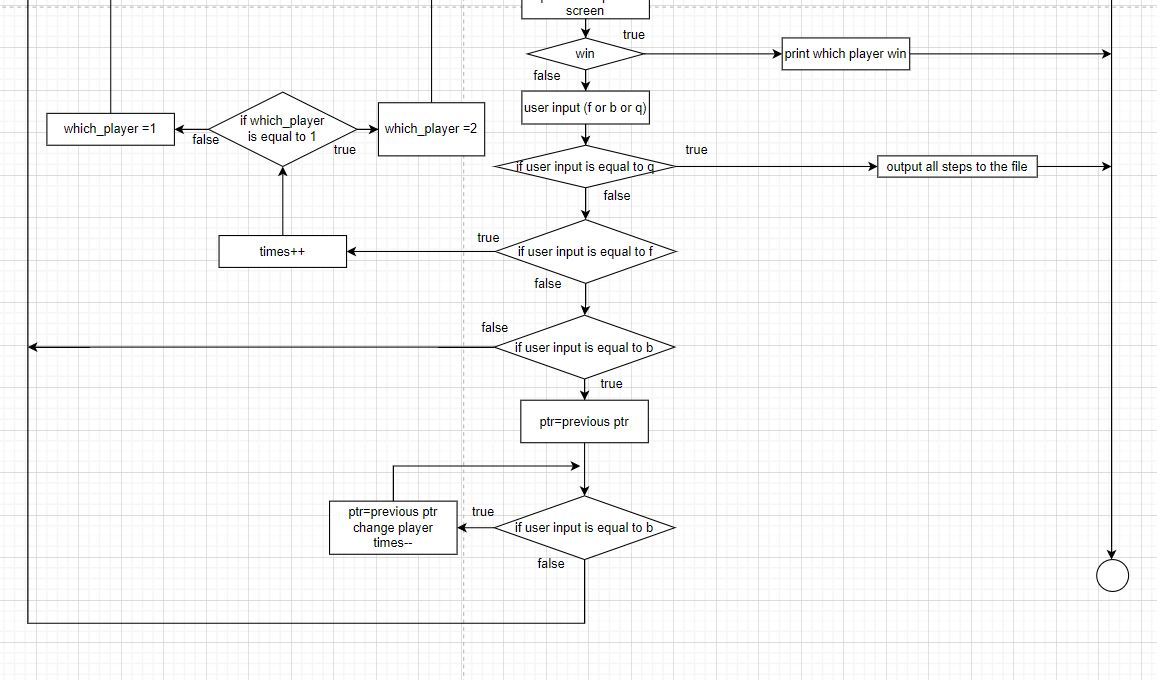 screen
true
win
print which player win
false
user input (f or b or q)
which_player =1
false
if which_player
is equal to 1
true
which_player =2
if user input is equal to q
true
output all steps to the file
false
times++
true
if user input is equal to f
false
false
if user input is equal to b
true
ptr=previous ptr
ptr=previous ptr
change player
times--
true
if user input is equal to b
false